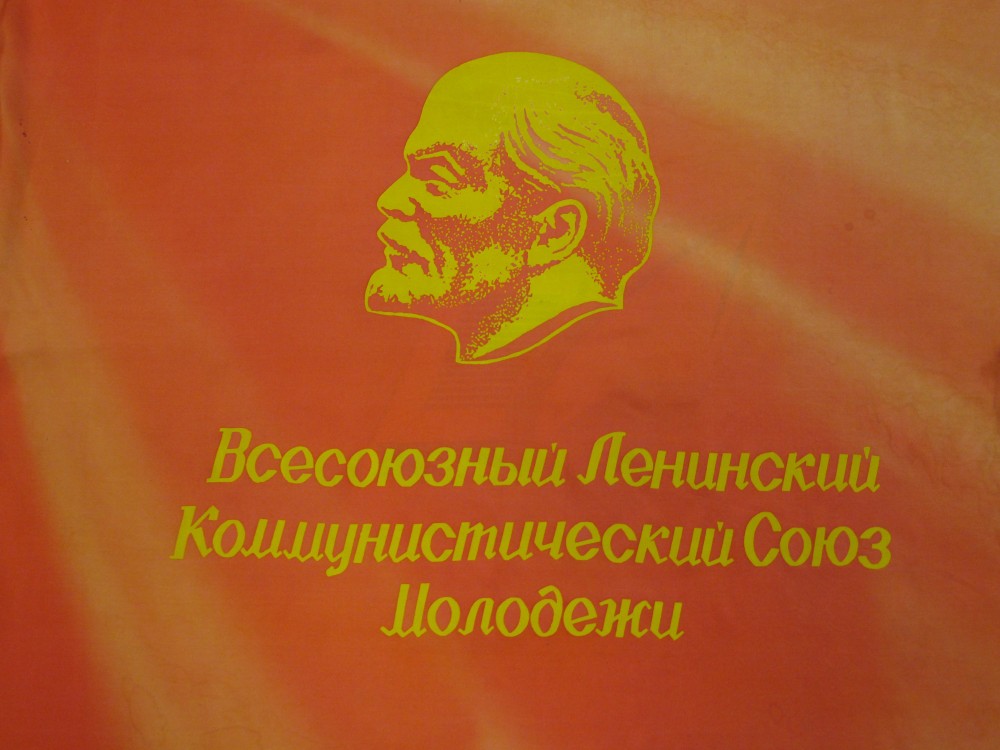 Всесоюзный Ленинский
Коммунистический Союз
Молодежи